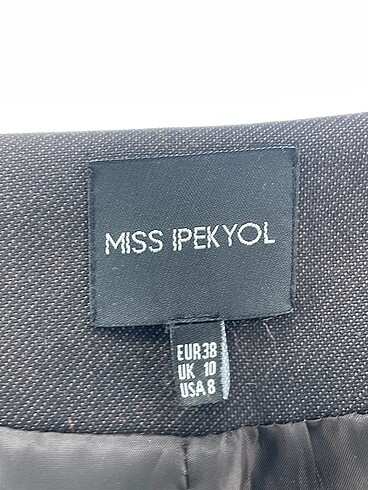 MISS IPEKYOL
EUR38
UK 10
USA 8